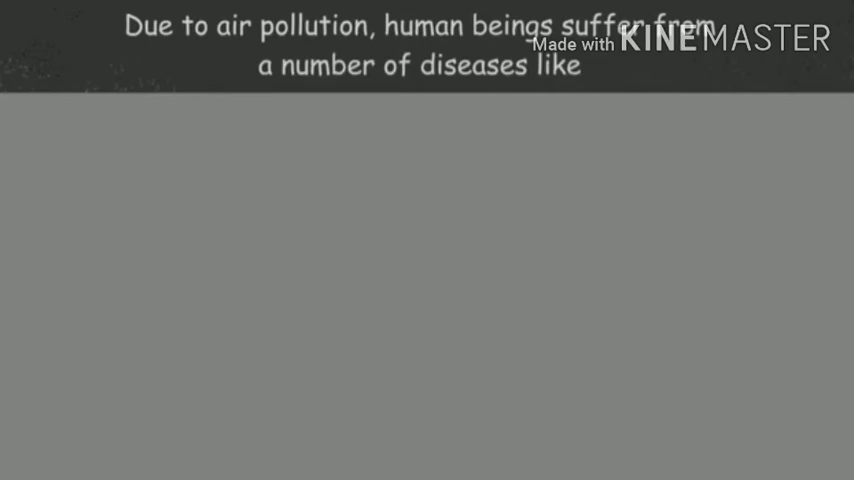 Due to air pollution, human beings suffer from
a number of diseases like
Made with KINEMASTER